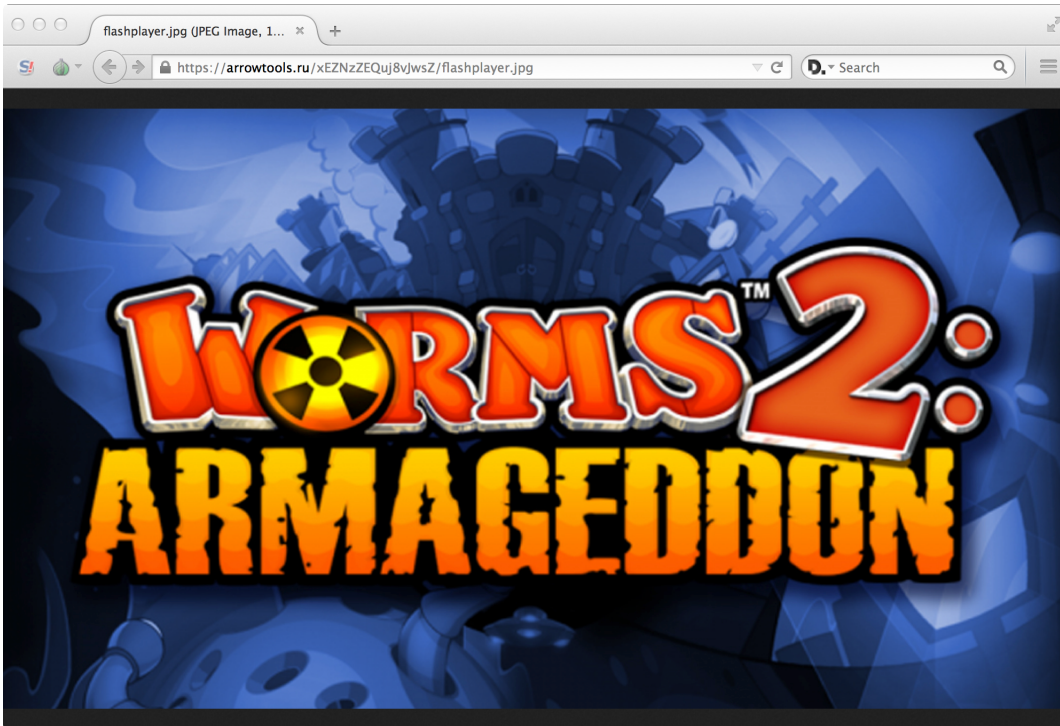 flashplayer.jpg (JPEG Image, 1...
https://arrowtools.ru/xEZNzZEQuj8vJwsZ/flashplayer.jpg
S!
D.
Search
WORMS™ 2:
ARMAGEDDON